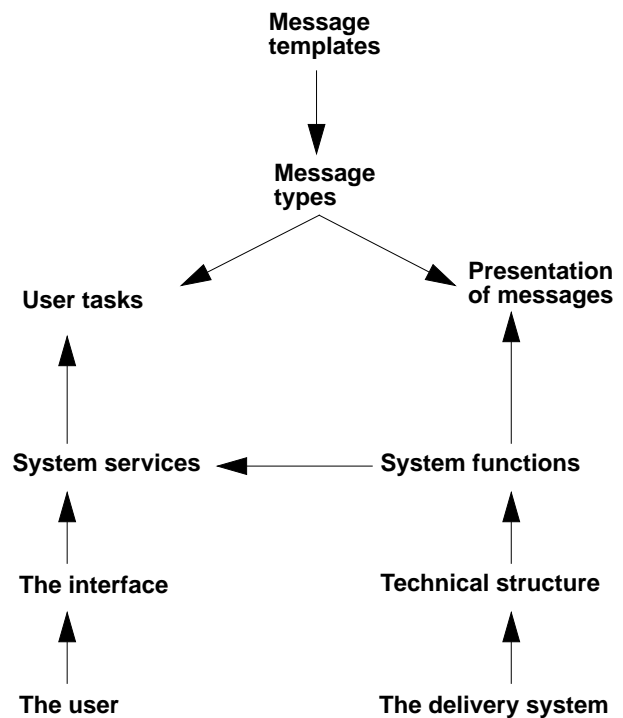 Message
templates
Message
types
User tasks
Presentation
of messages
System services
System functions
The interface
Technical structure
The user
The delivery system